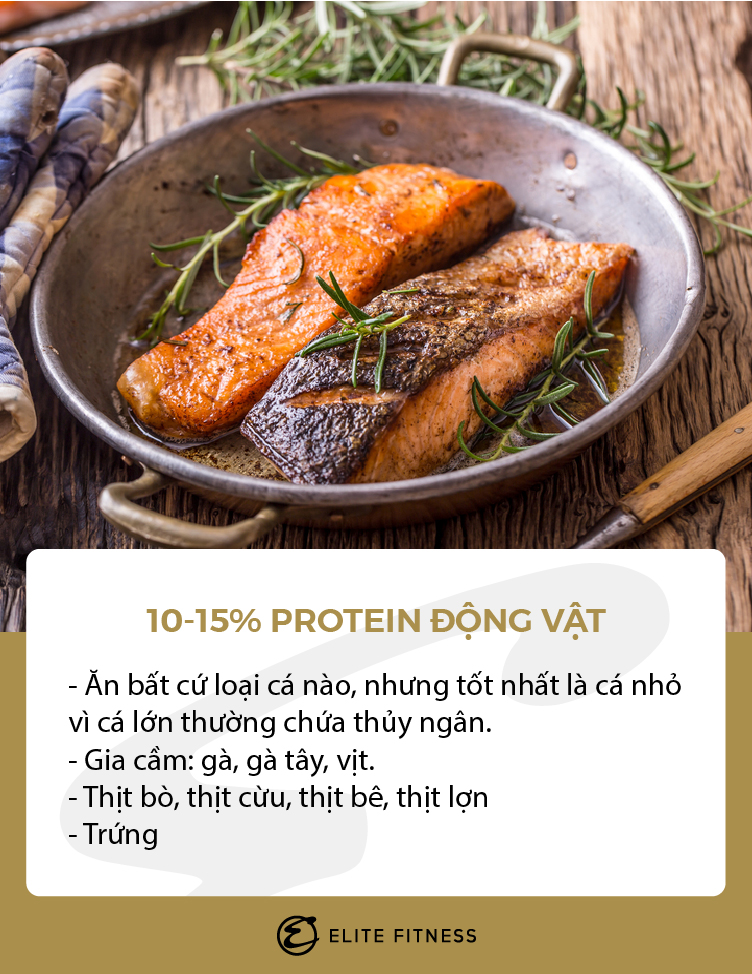 10-15% PROTEIN ĐỘNG VẬT
- Ăn bất cứ loại cá nào, nhưng tốt nhất là cá nhỏ
vì cá lớn thường chứa thủy ngân.
- Gia cầm: gà, gà tây, vịt.
- Thịt bò, thịt cừu, thịt bê, thịt lợn
- Trứng
ELITE FITNESS